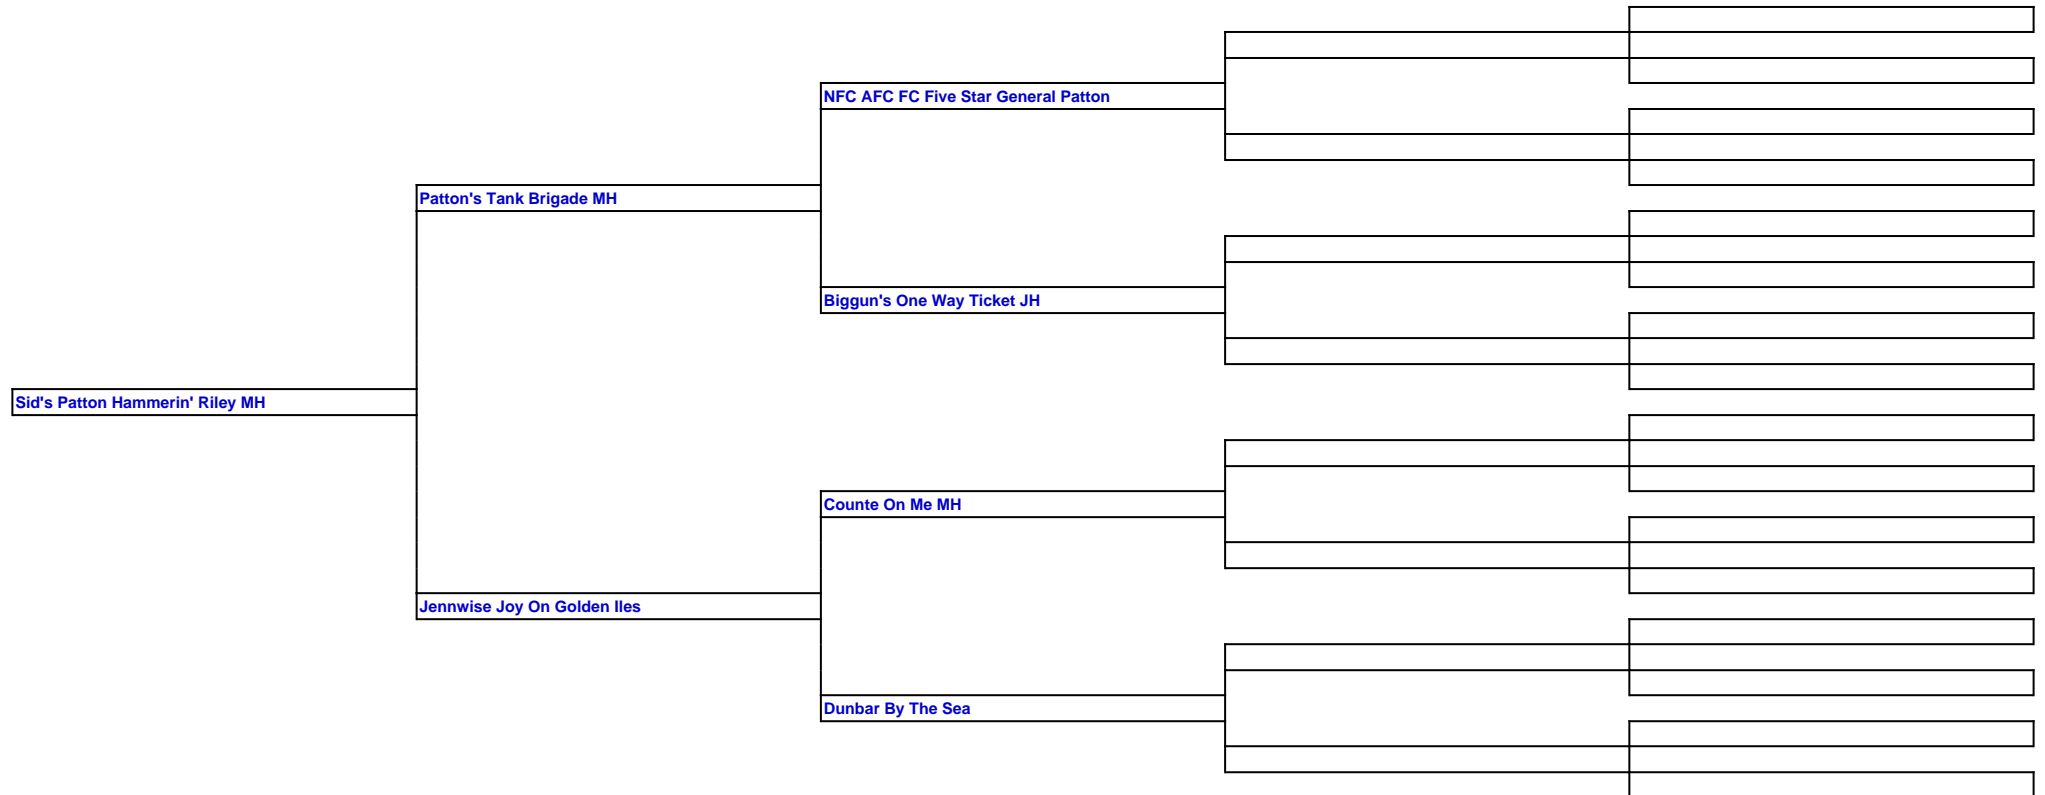 NFC AFC FC Five Star General Patton
Patton's Tank Brigade MH
Biggun's One Way Ticket JH
Sid's Patton Hammerin' Riley MH
Counte On Me MH
Jennwise Joy On Golden Iles
Dunbar By The Sea